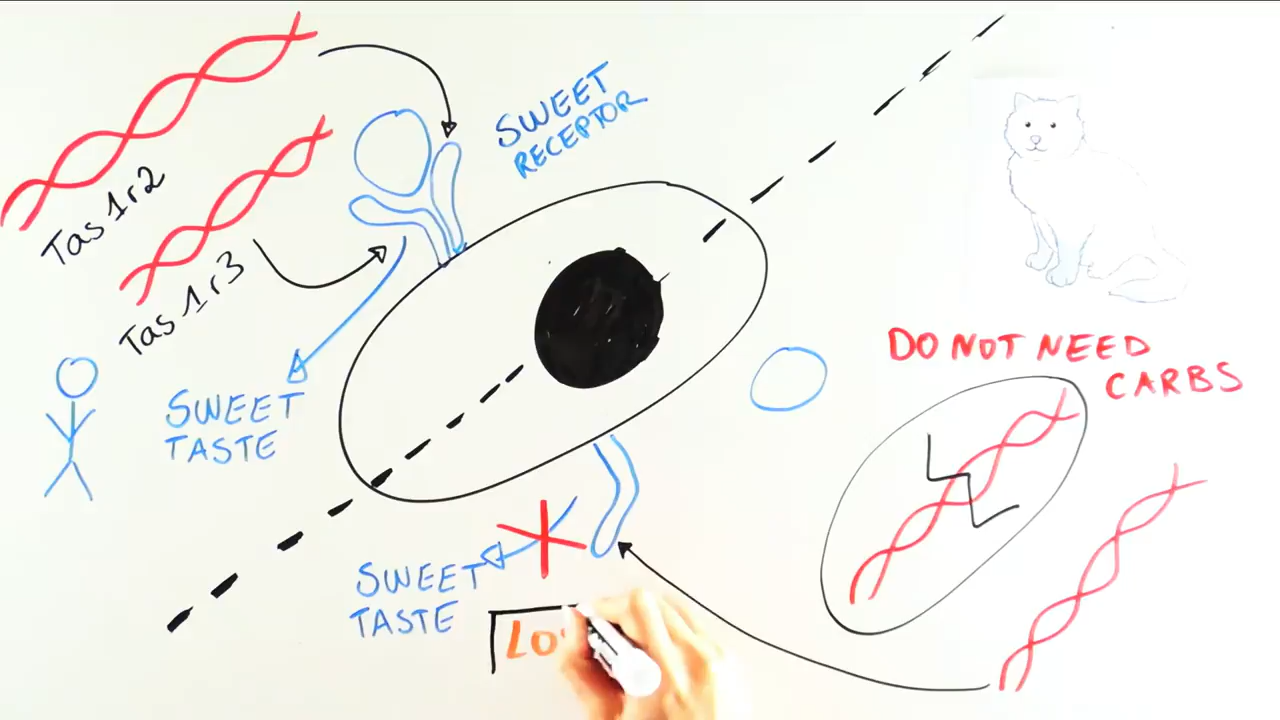 Tas1r2
Tas1r3
SWEET
RECEPTOR
SWEET
TASTE
DO NOT NEED
CARBS
SWEET
TASTE